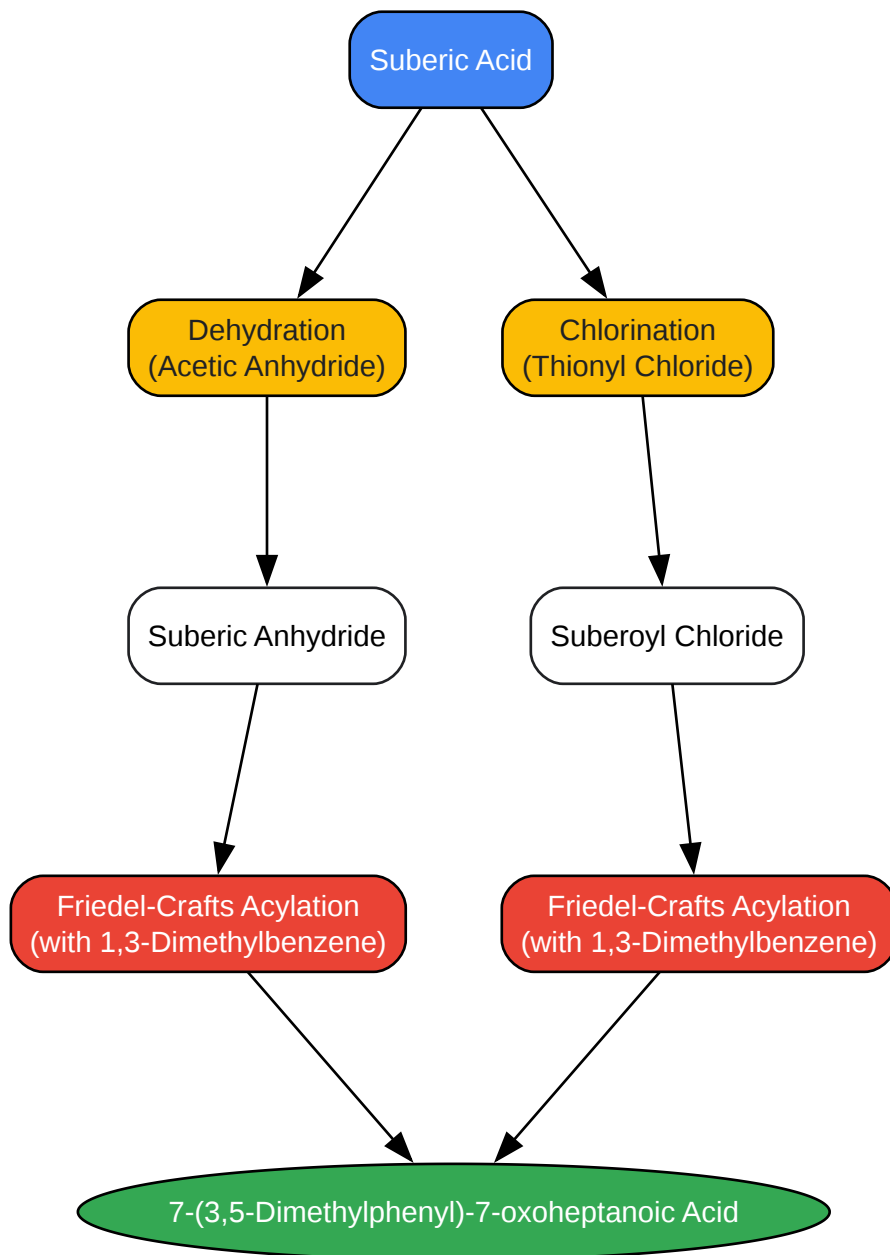 Suberic Acid
Dehydration
(Acetic Anhydride)
Chlorination
(Thionyl Chloride)
Suberic Anhydride
Suberoyl Chloride
Friedel-Crafts Acylation
(with 1,3-Dimethylbenzene)
Friedel-Crafts Acylation
(with 1,3-Dimethylbenzene)
7-(3,5-Dimethylphenyl)-7-oxoheptanoic Acid